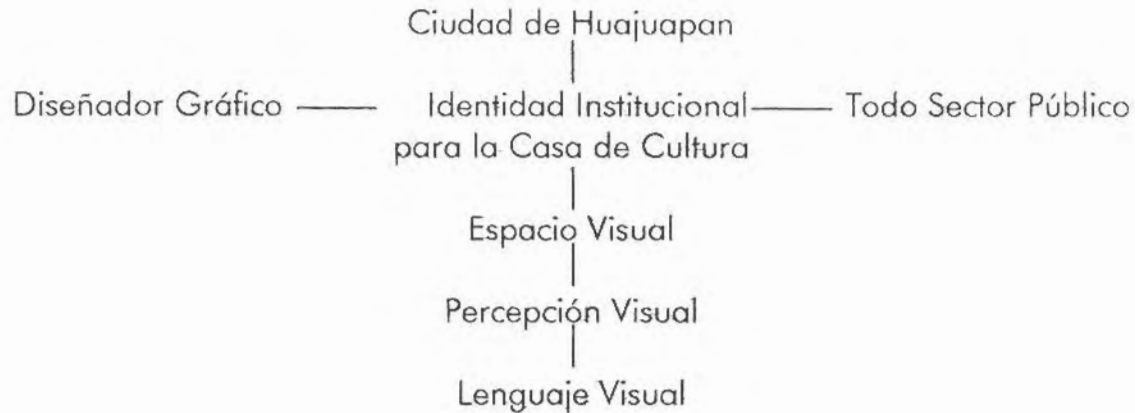 Ciudad de Huajuapan
Diseñador Gráfico
Identidad Institucional
para la Casa de Cultura
Todo Sector Público
Espacio Visual
Percepción Visual
Lenguaje Visual